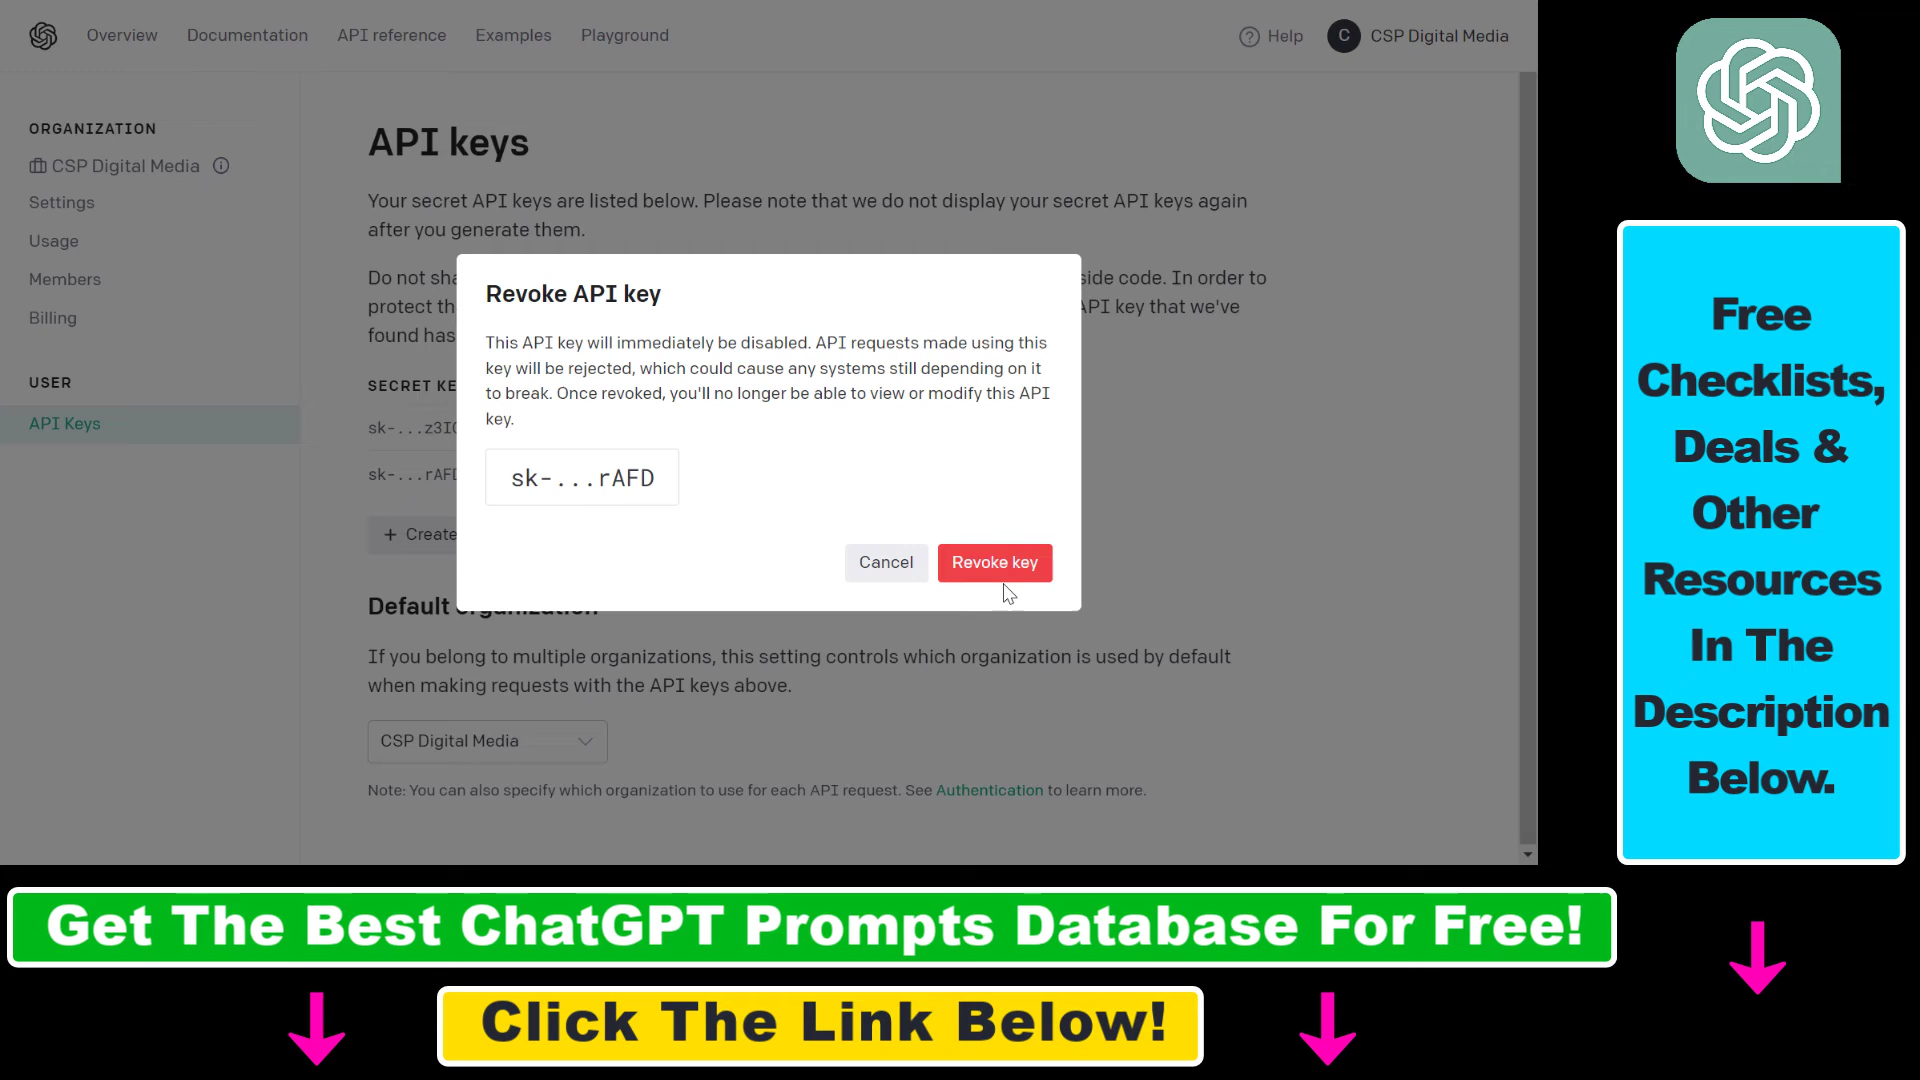 Overview Documentation API reference Examples Playground
Help C CSP Digital Media
ORGANIZATION
CSP Digital Media
Settings
Usage
Members
Billing
USER
API Keys
API keys
Your secret API keys are listed below. Please note that we do not display your secret API keys again
after you generate them.
Do not sha
side code. In order to
protect th
API key that we've
found has
SECRET KE
sk-...z3I
sk-...rAF
+ Create
Revoke API key
This API key will immediately be disabled. API requests made using this
key will be rejected, which could cause any systems still depending on it
to break. Once revoked, you'll no longer be able to view or modify this API
key.
sk-...rAFD
Cancel Revoke key
Default organization
If you belong to multiple organizations, this setting controls which organization is used by default
when making requests with the API keys above.
CSP Digital Media
Note: You can also specify which organization to use for each API request. See Authentication to learn more.
Free
Checklists,
Deals &
Other
Resources
In The
Description
Below.
Get The Best ChatGPT Prompts Database For Free!
Click The Link Below!